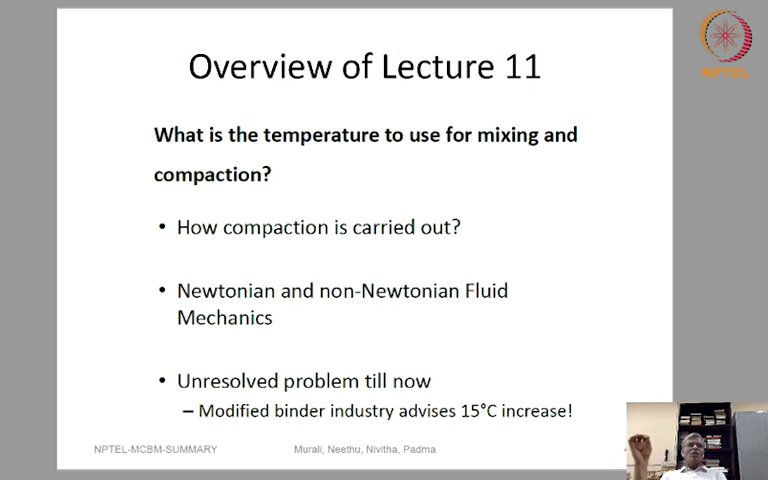 Overview of Lecture 11
NPTEL
What is the temperature to use for mixing and
compaction?
• How compaction is carried out?
• Newtonian and non-Newtonian Fluid
Mechanics
• Unresolved problem till now
– Modified binder industry advises 15°C increase!
NPTEL-MCBM-SUMMARY
Murali, Neethu, Nivitha, Padma